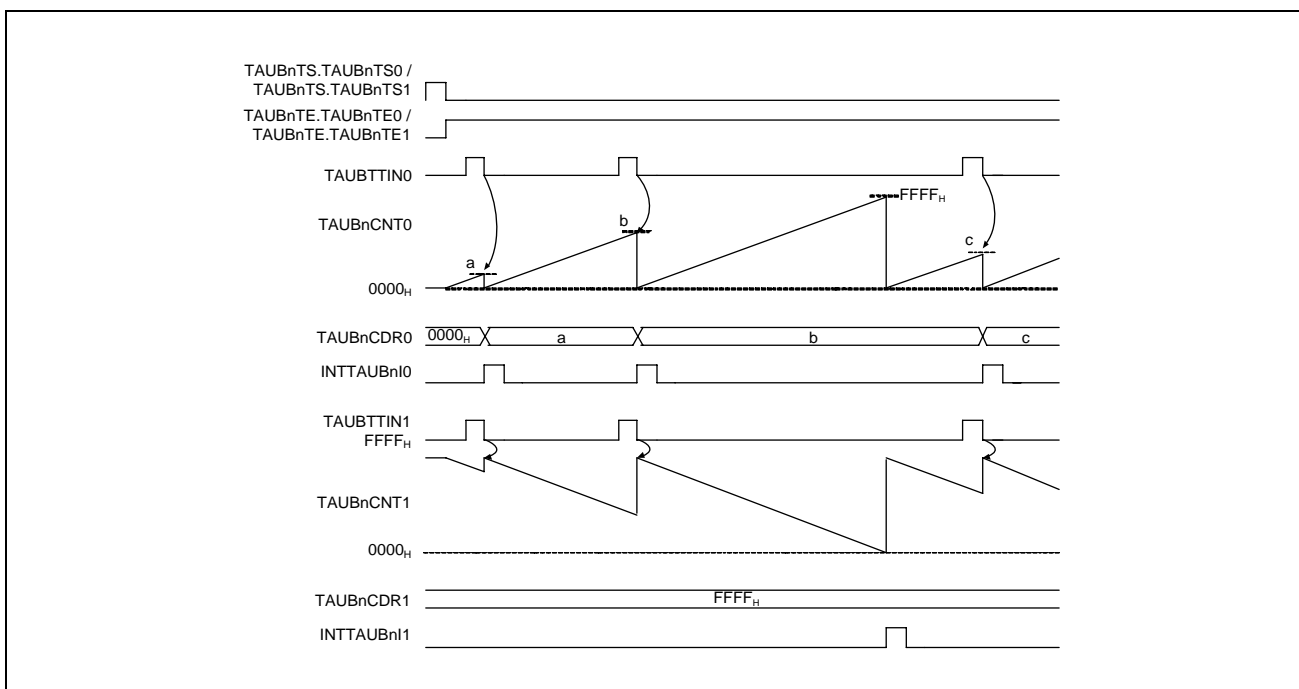 TAUBnTS.TAUBnTS0 /
TAUBnTS.TAUBnTS1
TAUBnTE.TAUBnTE0 /
TAUBnTE.TAUBnTE1
TAUBTTIN0
FFFFH
TAUBnCNT0
b
c
a
0000H
TAUBnCDR0
0000H
a
b
c
INTTAUBnI0
TAUBTTIN1
FFFFH
TAUBnCNT1
0000H
TAUBnCDR1
FFFFH
INTTAUBnI1